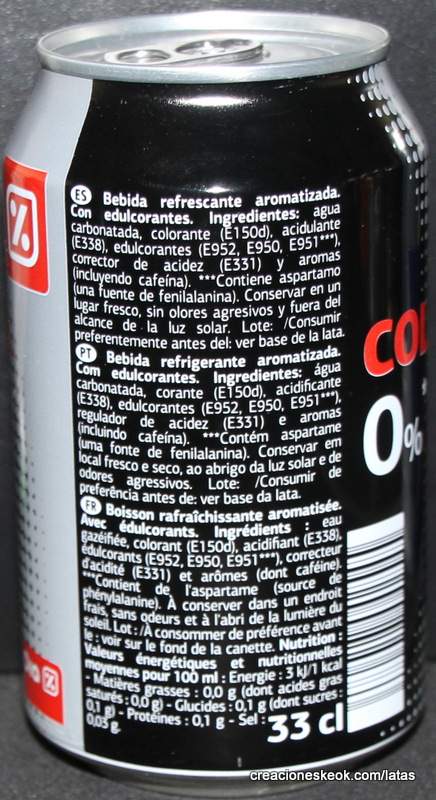 ES Bebida refrescante aromatizada.
Con edulcorantes. Ingredientes: agua
carbonatada, colorante (E150d), acidulante
(E338), edulcorantes (E952, E950, E951***),
corrector de acidez (E331) y aromas
(incluyendo cafeína). ***Contiene aspartamo
(una fuente de fenilalanina). Conservar en un
lugar fresco, sin olores agresivos y fuera del
alcance de la luz solar. Lote: /Consumir
preferentemente antes del: ver base de la lata.
PT Bebida refrigerante aromatizada.
Com edulcorantes. Ingredientes: água
carbonatada, corante (E150d), acidificante
(E338), edulcorantes (E952, E950, E951***),
regulador de acidez (E331) e aromas
(incluindo cafeína). ***Contém aspartame
(uma fonte de fenilalanina). Conservar em
local fresco e seco, ao abrigo da luz solar e de
odores agressivos. Lote: /Consumir de
preferência antes de: ver base da lata.
FR Boisson rafraîchissante aromatisée.
Avec édulcorants. Ingrédients : eau
gazéifiée, colorant (E150d), acidifiant (E338),
édulcorants (E952, E950, E951***), correcteur
d'acidité (E331) et arômes (dont caféine).
***Contient de l'aspartame (source de
phénylalanine). À conserver dans un endroit
frais, sans odeurs et à l'abri de la lumière du
soleil. Lot : /À consommer de préférence avant
le : voir sur le fond de la canette. Nutrition :
Valeurs énergétiques et nutritionnelles
moyennes pour 100 ml : Energie : 3 kJ/1 kcal
- Matières grasses : 0,0 g (dont acides gras
saturés : 0,0 g) - Glucides : 0,1 g (dont sucres :
0,1 g) - Protéines : 0,1 g - Sel :
0,03 g.
33 cl
%
0%
%
creacioneskeok.com/latas